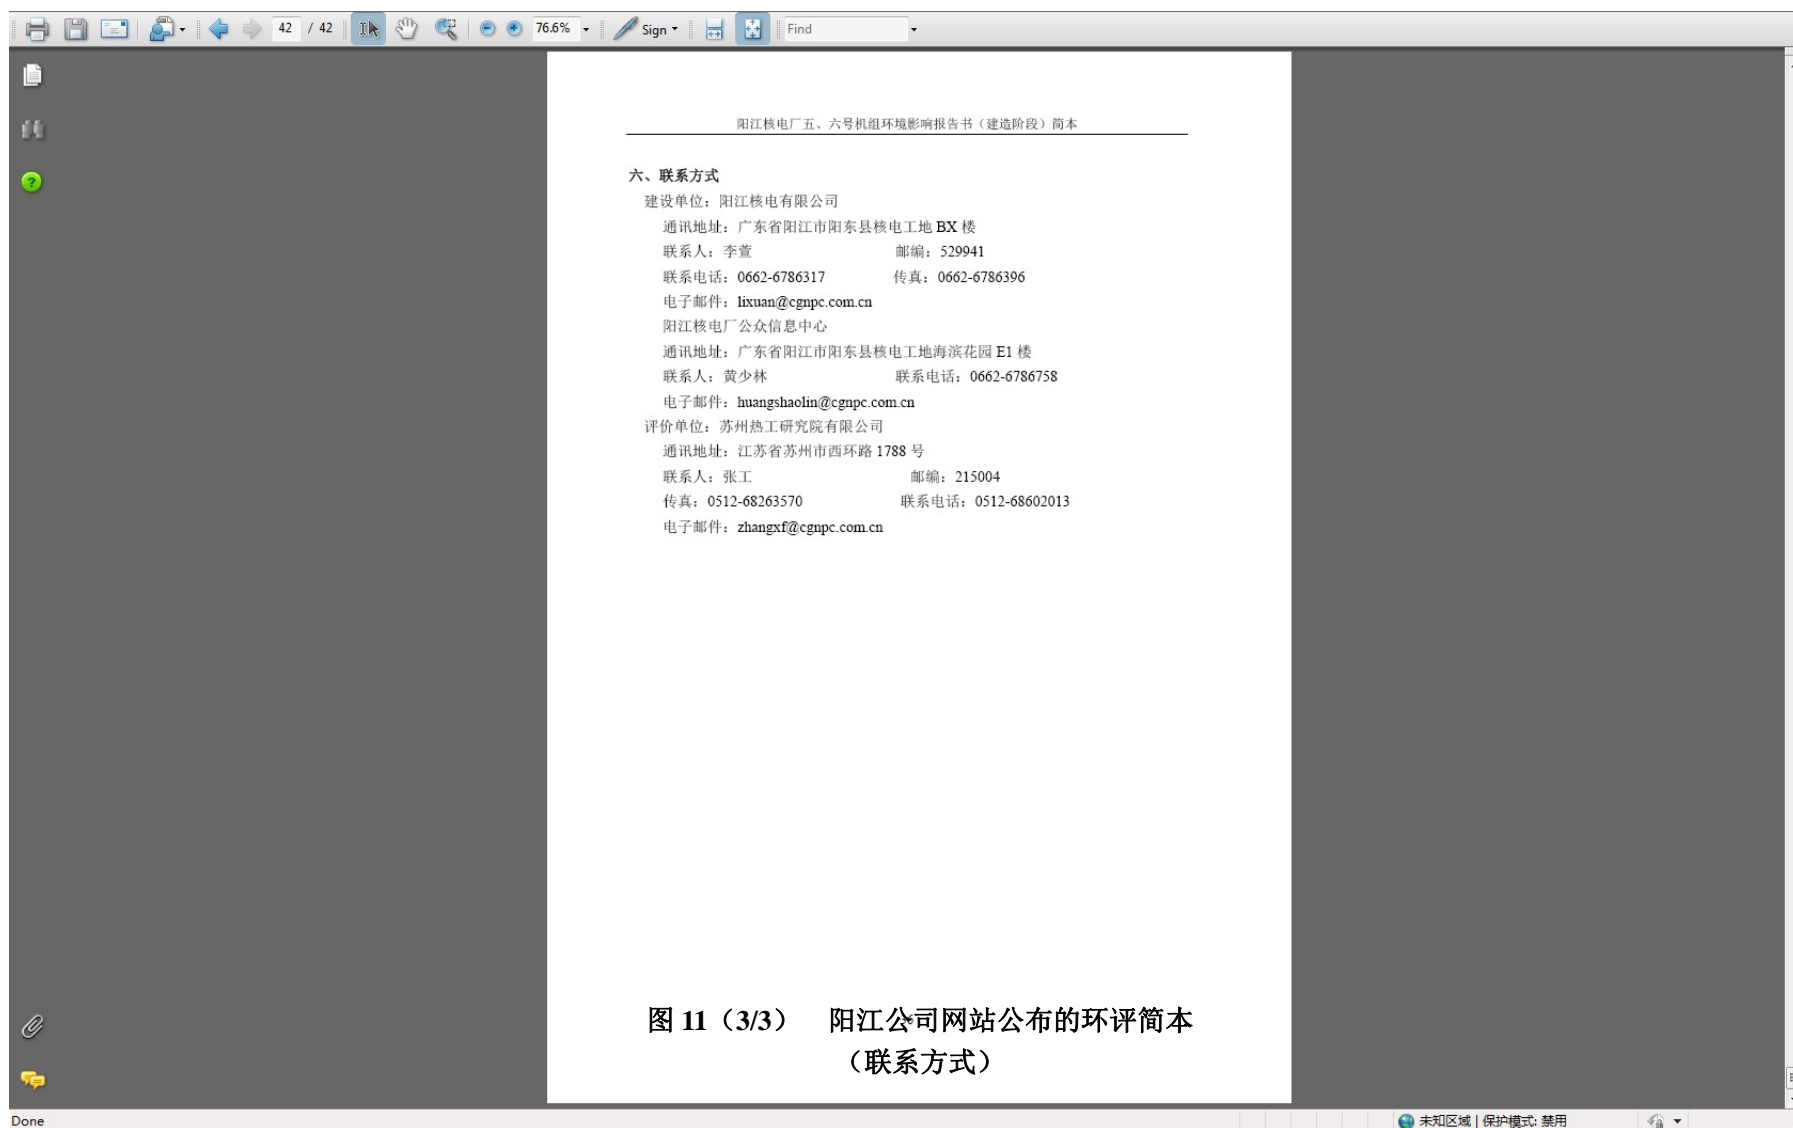 42 / 42 76.6% Sign Find
阳江核电厂五、六号机组环境影响报告书（建造阶段）简本
六、联系方式
建设单位：阳江核电有限公司
通讯地址：广东省阳江市阳东县核电工地 BX 楼
联系人：李萱 邮编：529941
联系电话：0662-6786317 传真：0662-6786396
电子邮件：lixuan@cgnpc.com.cn
阳江核电厂公众信息中心
通讯地址：广东省阳江市阳东县核电工地海滨花园 E1 楼
联系人：黄少林 联系电话：0662-6786758
电子邮件：huangshaolin@cgnpc.com.cn
评价单位：苏州热工研究院有限公司
通讯地址：江苏省苏州市西环路 1788 号
联系人：张工 邮编：215004
传真：0512-68263570 联系电话：0512-68602013
电子邮件：zhangxf@cgnpc.com.cn
图 11（3/3） 阳江公司网站公布的环评简本
（联系方式）
Done 未知区域 | 保护模式: 禁用